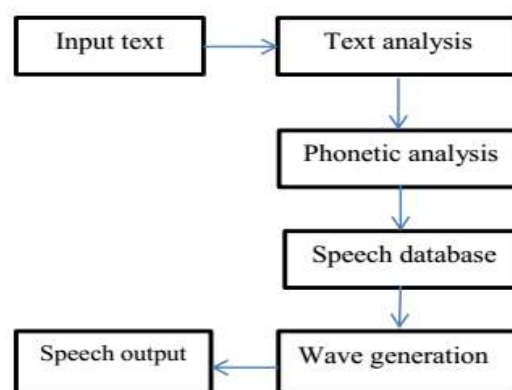 Input text
Text analysis
Phonetic analysis
Speech database
Wave generation
Speech output